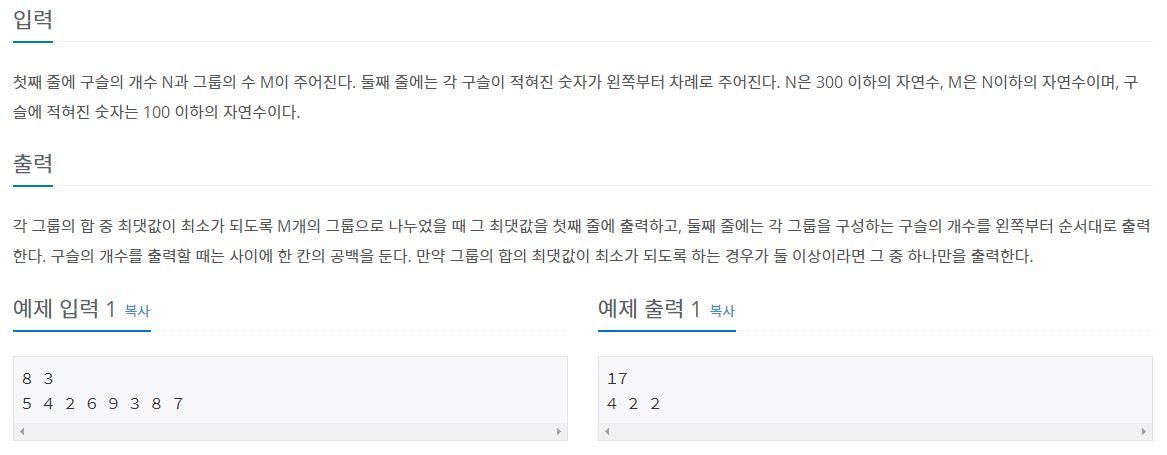 입력
첫째 줄에 구슬의 개수 N과 그룹의 수 M이 주어진다. 둘째 줄에는 각 구슬이 적혀진 숫자가 왼쪽부터 차례로 주어진다. N은 300 이하의 자연수, M은 N이하의 자연수이며, 구
슬에 적혀진 숫자는 100 이하의 자연수이다.
출력
각 그룹의 합 중 최댓값이 최소가 되도록 M개의 그룹으로 나누었을 때 그 최댓값을 첫째 줄에 출력하고, 둘째 줄에는 각 그룹을 구성하는 구슬의 개수를 왼쪽부터 순서대로 출력
한다. 구슬의 개수를 출력할 때는 사이에 한 칸의 공백을 둔다. 만약 그룹의 합의 최댓값이 최소가 되도록 하는 경우가 둘 이상이라면 그 중 하나만을 출력한다.
예제 입력 1 복사
8 3
5 4 2 6 9 3 8 7
예제 출력 1 복사
17
4 2 2